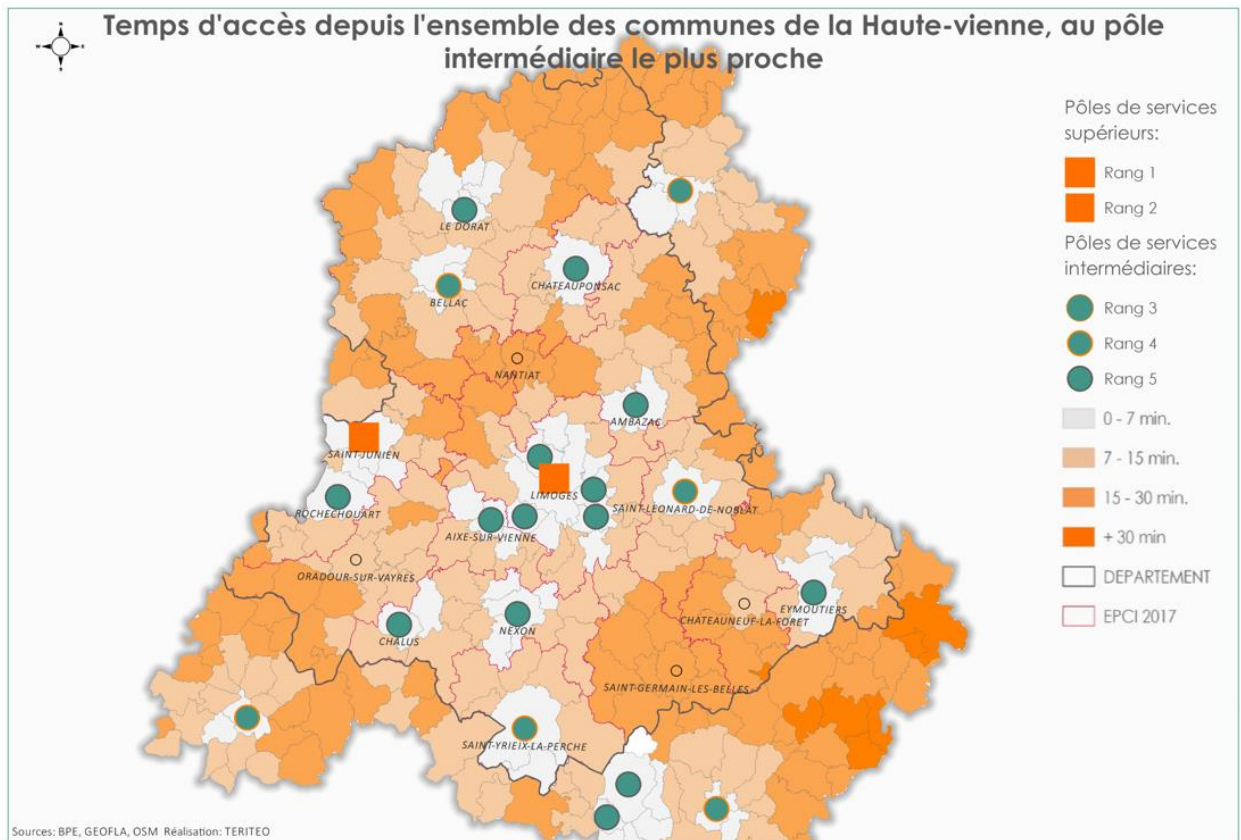 Temps d'accès depuis l'ensemble des communes de la Haute-vienne, au pôle
intermédiaire le plus proche
Pôles de services
supérieurs:
Rang 1
Rang 2
Pôles de services
intermédiaires:
Rang 3
Rang 4
Rang 5
0 - 7 min.
7 - 15 min.
15 - 30 min.
+ 30 min
DEPARTEMENT
EPCI 2017
LE DORAT
BELLAC
CHATEAUPONSAC
NANTIAT
AMBAZAC
SAINT-JUNIEN
LIMOGES
ROCHECHOUART
SAINT-LEONARD-DE-NOBLAT
AIXE-SUR-VIENNE
ORADOUR-SUR-VAYRES
EYMOUTIERS
CHATEAUNEUF-LA-FORET
NEXON
CHALUS
SAINT-GERMAIN-LES-BELLES
SAINT-YRIEIX-LA-PERCHE
Sources: BPE, GEOFLA, OSM Réalisation: TERITEO